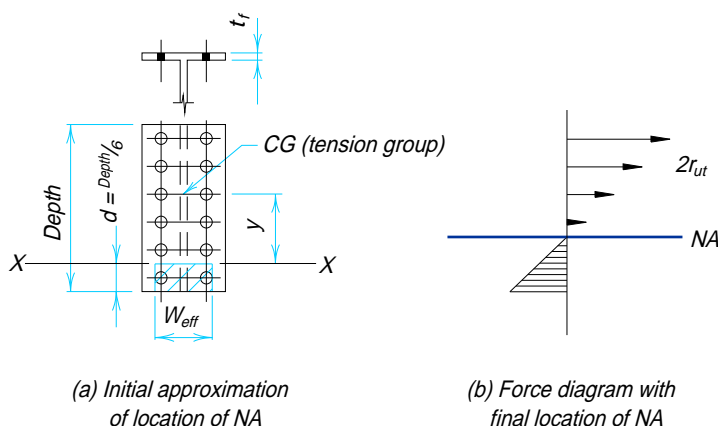 t_f
CG (tension group)
Depth
d = Depth/6
y
X
X
W_eff
2r_ut
NA
(a) Initial approximation
of location of NA
(b) Force diagram with
final location of NA